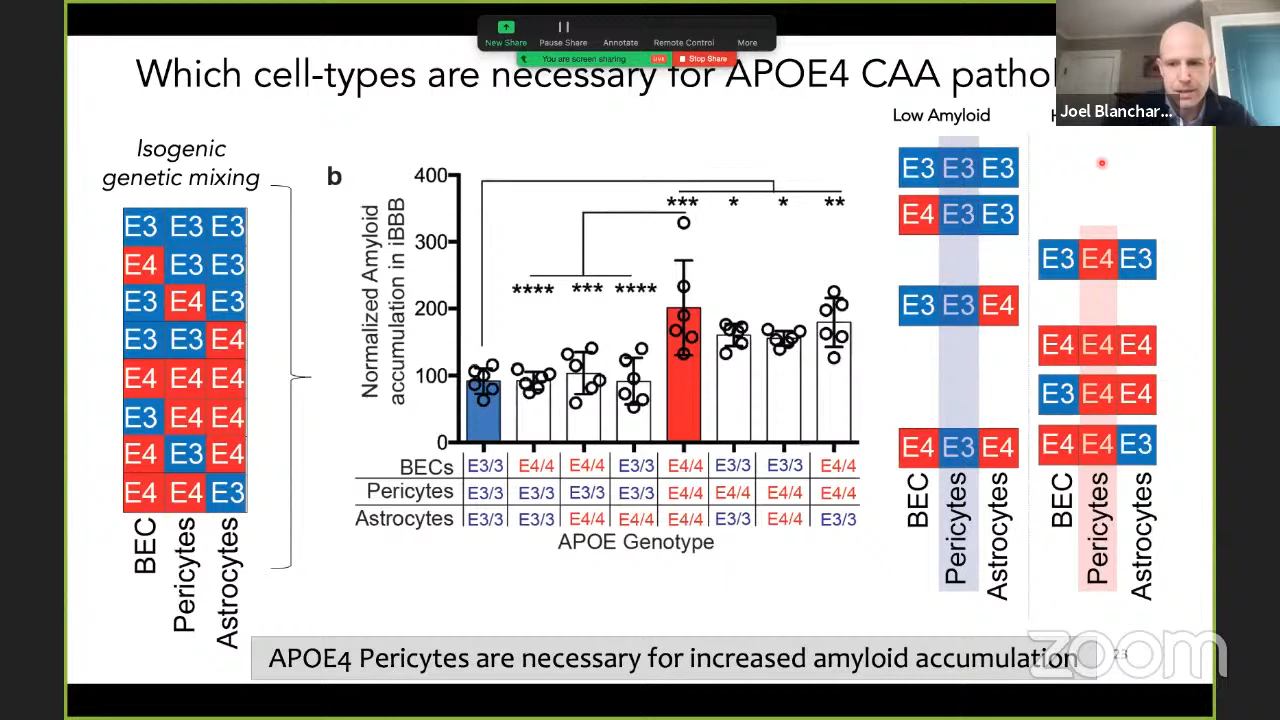 New Share
Pause Share
Annotate
Remote Control
More
You are screen sharing
LIVE
Stop Share
Which cell-types are necessary for APOE4 CAA pathol
Joel Blanchar...
Low Amyloid
H
Isogenic
genetic mixing
E3 E3 E3
E4 E3 E3
E3 E4 E3
E3 E3 E4
E4 E4 E4
E3 E4 E4
E4 E3 E4
E4 E4 E3
BEC
Pericytes
Astrocytes
b
Normalized Amyloid
accumulation in iBBB
400
300
200
100
0
*** * * **
**** *** ****
BECs E3/3 E4/4 E4/4 E3/3 E4/4 E3/3 E3/3 E4/4
Pericytes E3/3 E3/3 E3/3 E3/3 E4/4 E4/4 E4/4 E4/4
Astrocytes E3/3 E3/3 E4/4 E4/4 E4/4 E3/3 E4/4 E3/3
APOE Genotype
E3 E3 E3
E4 E3 E3
E3 E3 E4
E4 E3 E4
BEC
Pericytes
Astrocytes
E3 E4 E3
E4 E4 E4
E3 E4 E4
E4 E4 E3
BEC
Pericytes
Astrocytes
APOE4 Pericytes are necessary for increased amyloid accumulation
23
zoom